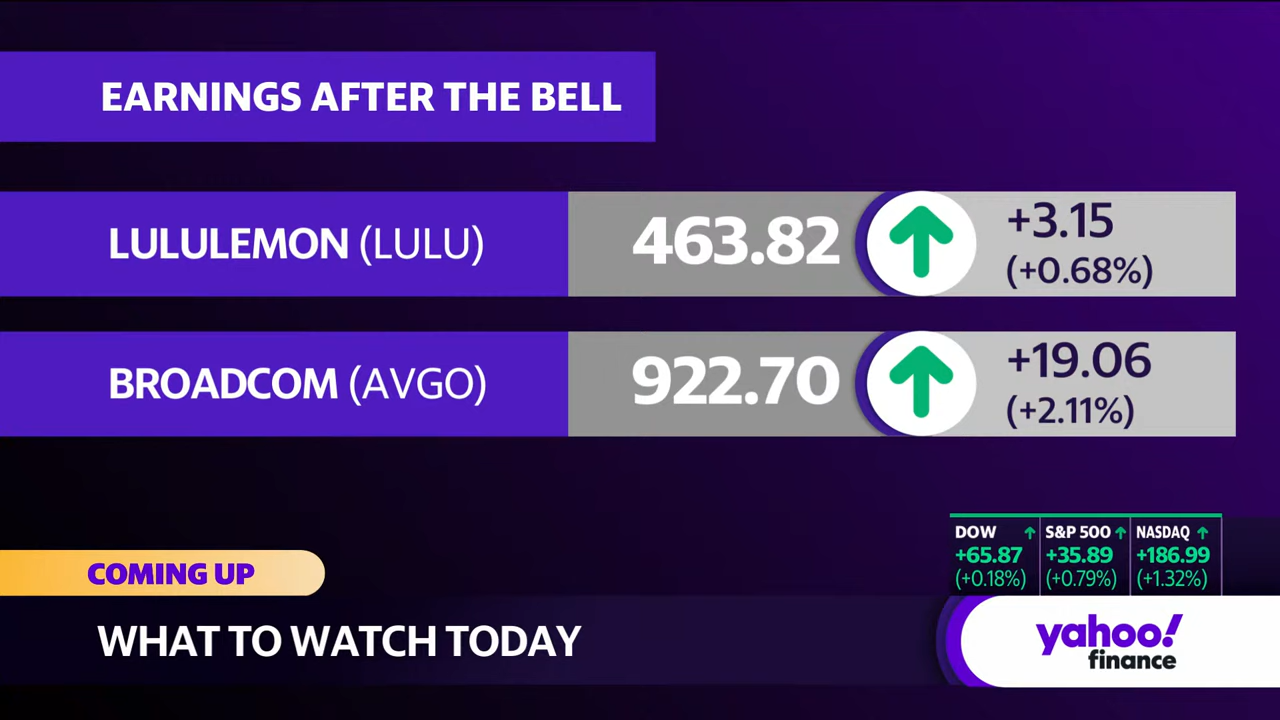 EARNINGS AFTER THE BELL
LULULEMON (LULU) 463.82 +3.15
(+0.68%)
BROADCOM (AVGO) 922.70 +19.06
(+2.11%)
DOW S&P 500 NASDAQ
+65.87 +35.89 +186.99
(+0.18%) (+0.79%) (+1.32%)
COMING UP
WHAT TO WATCH TODAY
yahoo!
finance